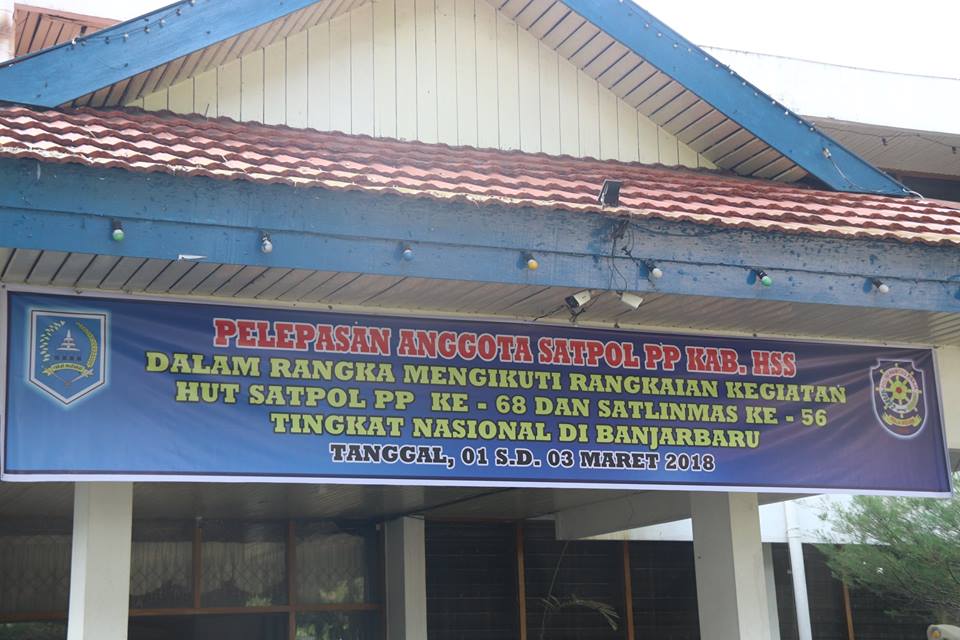 PELEPASAN ANGGOTA SATPOL PP KAB. HSS
DALAM RANGKA MENGIKUTI RANGKAIAN KEGIATAN
HUT SATPOL PP KE - 68 DAN SATLINMAS KE - 56
TINGKAT NASIONAL DI BANJARBARU
TANGGAL, 01 S.D. 03 MARET 2018